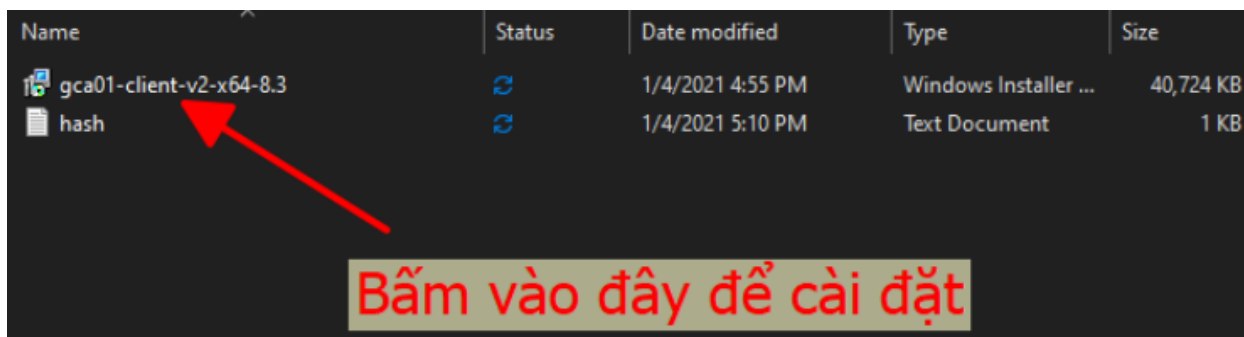 Name Status Date modified Type Size
gca01-client-v2-x64-8.3 1/4/2021 4:55 PM Windows Installer ... 40,724 KB
hash 1/4/2021 5:10 PM Text Document 1 KB
Bấm vào đây để cài đặt